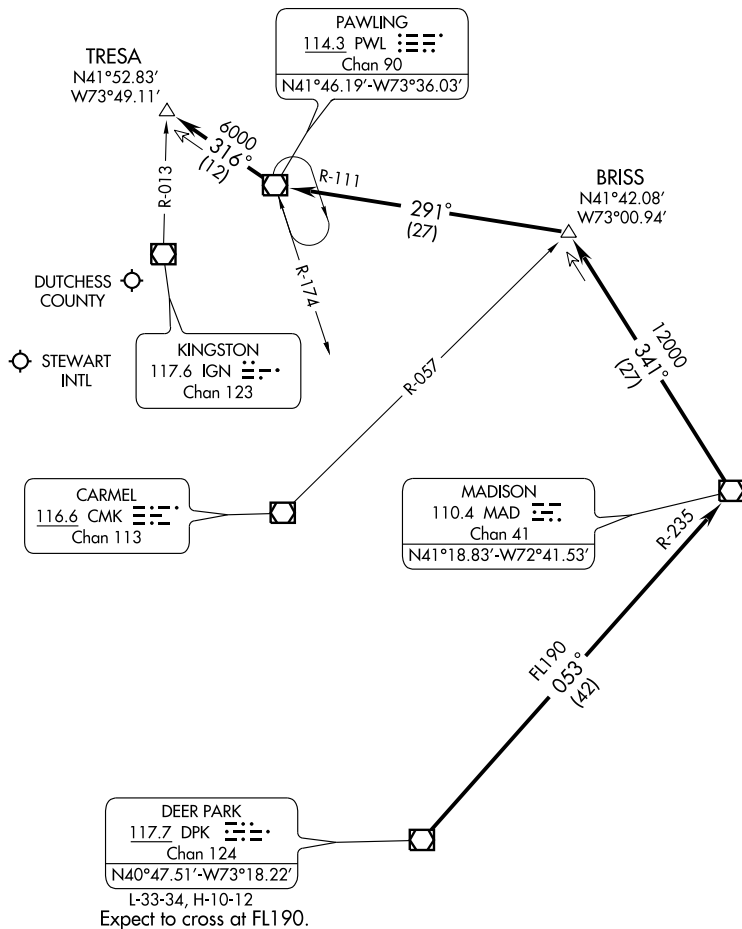 PAWLING
114.3 PWL
Chan 90
N41°46.19'-W73°36.03'
TRESA
N41°52.83'
W73°49.11'
6000
316°
(12)
R-013
R-111
291°
(27)
BRISS
N41°42.08'
W73°00.94'
R-174
DUTCHESS
COUNTY
STEWART
INTL
KINGSTON
117.6 IGN
Chan 123
R-057
12000
341°
(27)
CARMEL
116.6 CMK
Chan 113
MADISON
110.4 MAD
Chan 41
N41°18.83'-W72°41.53'
R-235
FL190
053°
(42)
DEER PARK
117.7 DPK
Chan 124
N40°47.51'-W73°18.22'
L-33-34, H-10-12
Expect to cross at FL190.